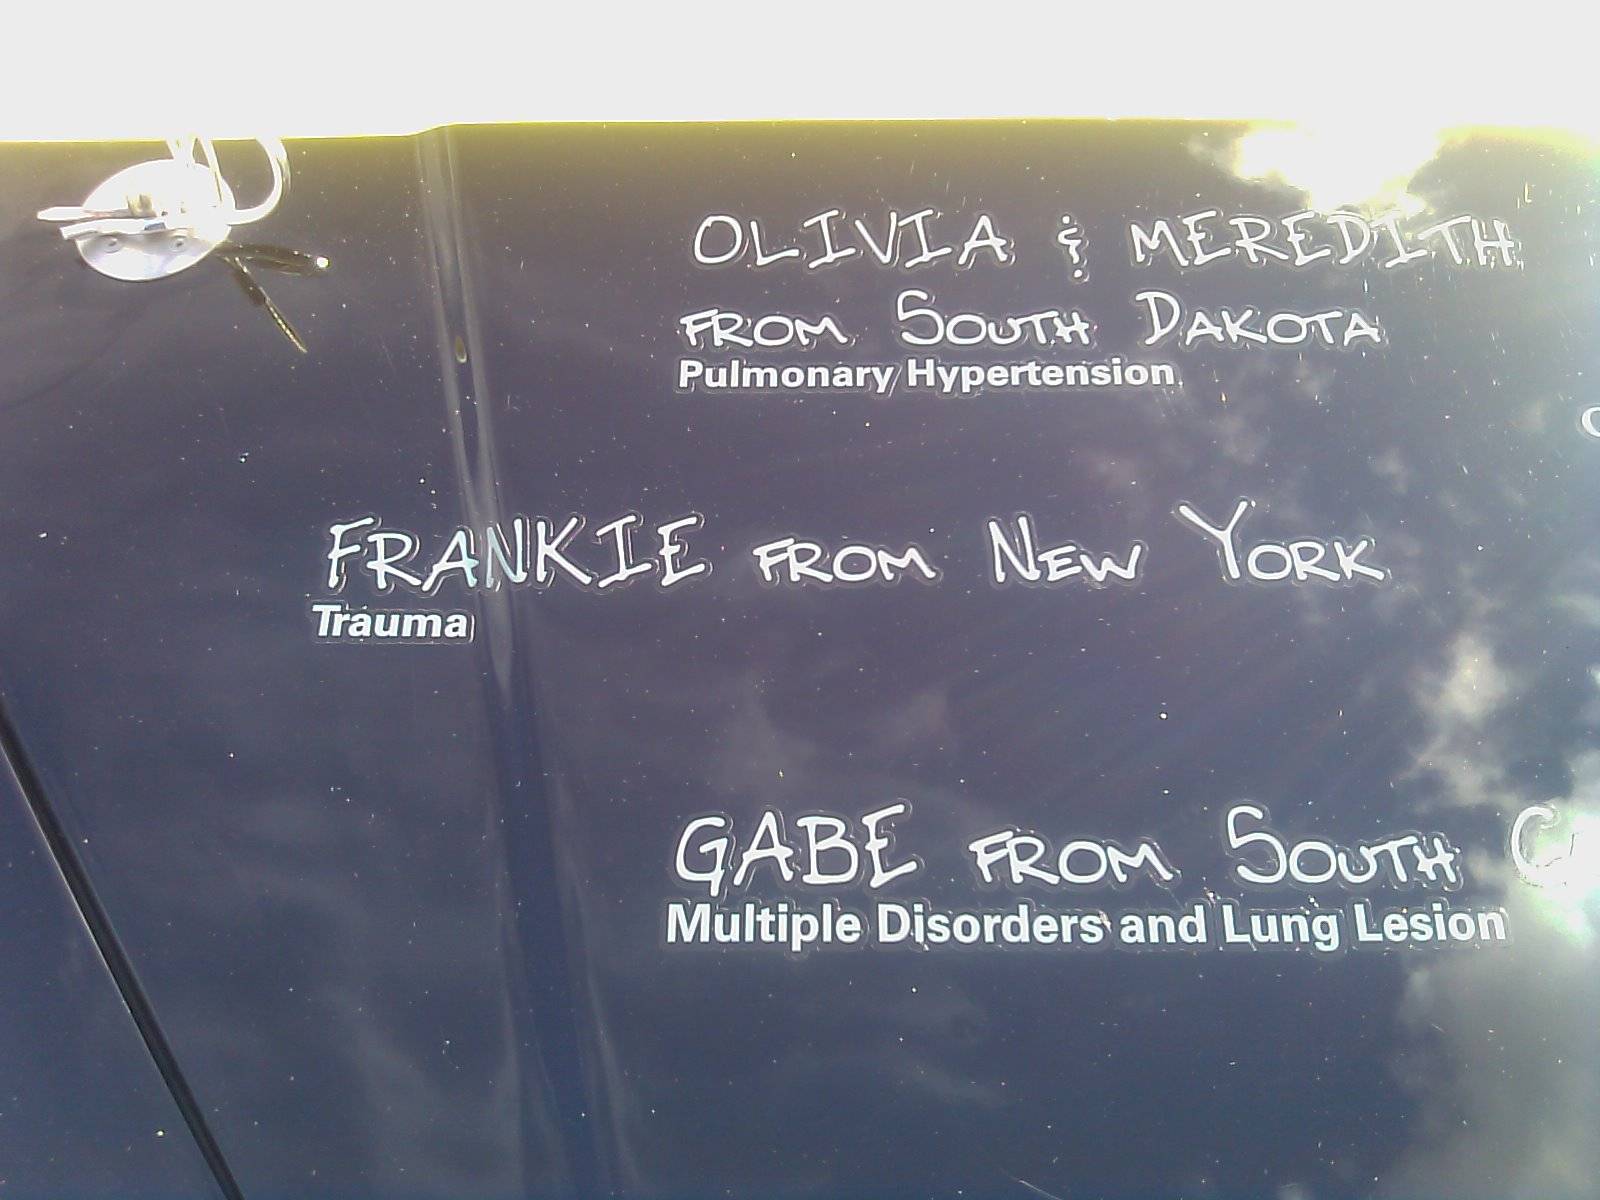 OLIVIA & MEREDITH
FROM SOUTH DAKOTA
Pulmonary Hypertension
FRANKIE FROM NEW YORK
Trauma
GABE FROM SOUTH
Multiple Disorders and Lung Lesion